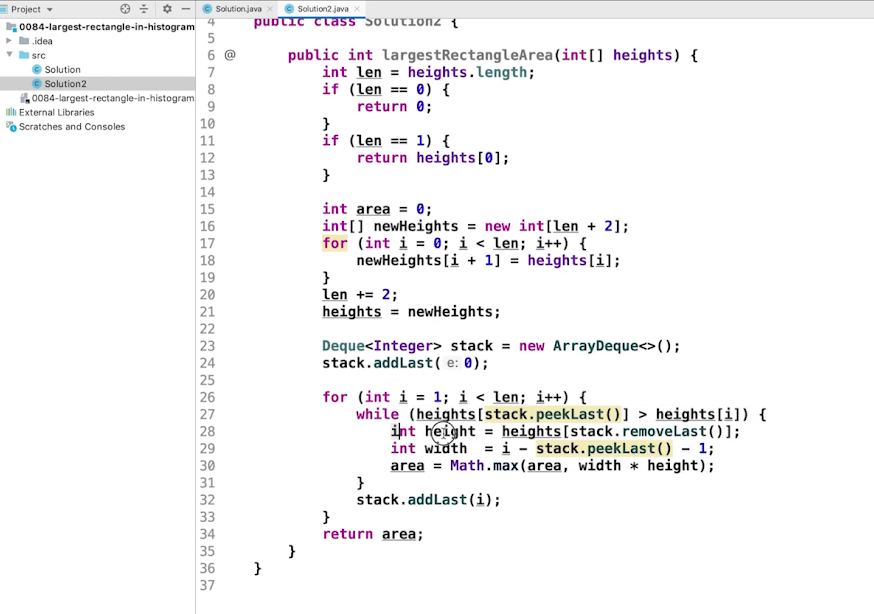 Project
Solution.java
Solution2.java
0084-largest-rectangle-in-histogram
.idea
src
Solution
Solution2
0084-largest-rectangle-in-histogram.
External Libraries
Scratches and Consoles
4 public class Solution2 {
5
6 @ public int largestRectangleArea(int[] heights) {
7 int len = heights.length;
8 if (len == 0) {
9 return 0;
10 }
11 if (len == 1) {
12 return heights[0];
13 }
14
15 int area = 0;
16 int[] newHeights = new int[len + 2];
17 for (int i = 0; i < len; i++) {
18 newHeights[i + 1] = heights[i];
19 }
20 len += 2;
21 heights = newHeights;
22
23 Deque<Integer> stack = new ArrayDeque<>();
24 stack.addLast( e: 0);
25
26 for (int i = 1; i < len; i++) {
27 while (heights[stack.peekLast()] > heights[i]) {
28 int height = heights[stack.removeLast()];
29 int width = i - stack.peekLast() - 1;
30 area = Math.max(area, width * height);
31 }
32 stack.addLast(i);
33 }
34 return area;
35 }
36 }
37